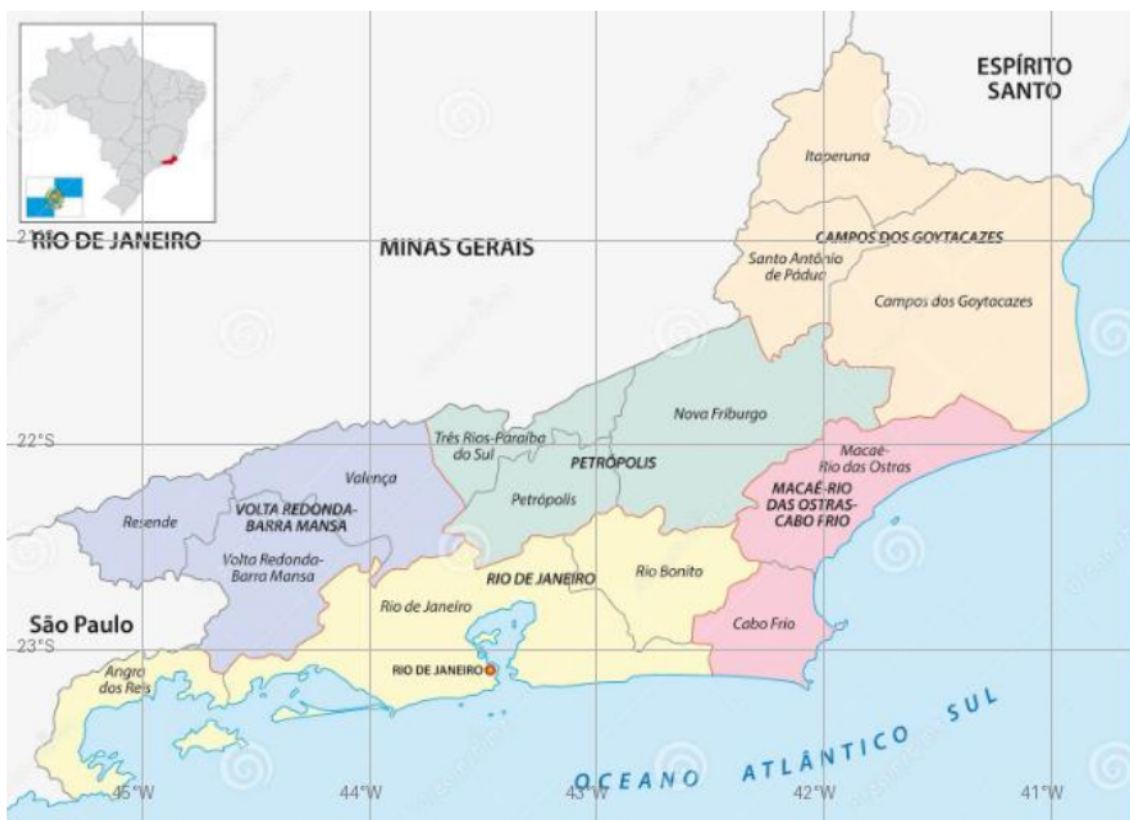 ESPÍRITO
SANTO
Itaperuna
21°S
RIO DE JANEIRO
MINAS GERAIS
CAMPOS DOS GOYTACAZES
Santo Antônio
de Pádua
Campos dos Goytacazes
Nova Friburgo
22°S
Três Rios-Paraíba
do Sul
PETRÓPOLIS
Petrópolis
Macaé-
Rio das Ostras
MACAÉ-RIO
DAS OSTRAS-
CABO FRIO
Valença
Resende
VOLTA REDONDA-
BARRA MANSA
Volta Redonda-
Barra Mansa
RIO DE JANEIRO
Rio Bonito
Rio de Janeiro
Cabo Frio
São Paulo
23°S
Angra
dos Reis
RIO DE JANEIRO
OCEANO ATLÂNTICO SUL
45°W
44°W
43°W
42°W
41°W